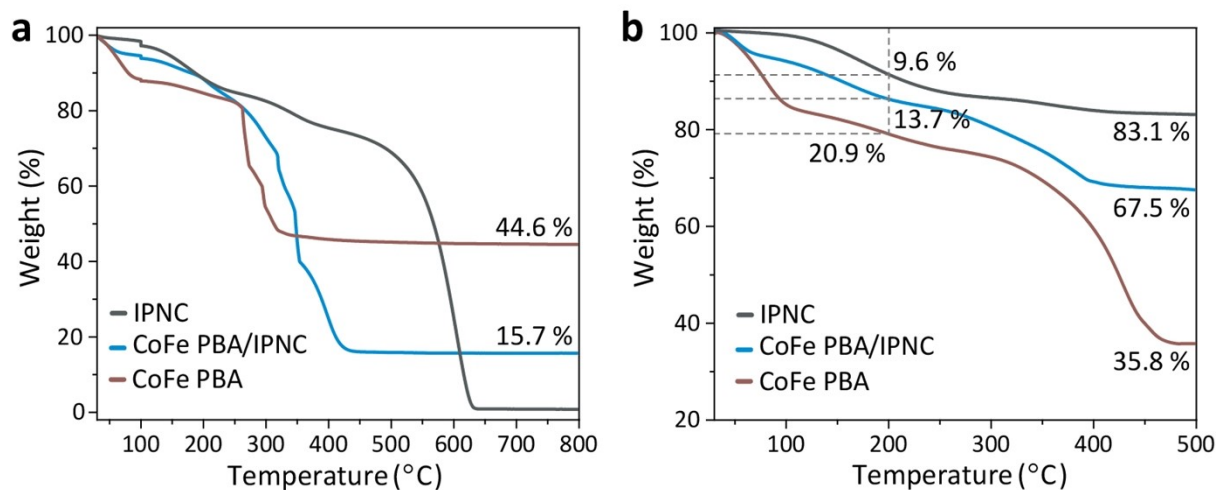 a
100
80
60
40
20
0
Weight (%)
44.6 %
15.7 %
IPNC
CoFe PBA/IPNC
CoFe PBA
100 200 300 400 500 600 700 800
Temperature (°C)
b
100
80
60
40
20
Weight (%)
9.6 %
13.7 %
20.9 %
83.1 %
67.5 %
35.8 %
IPNC
CoFe PBA/IPNC
CoFe PBA
100 200 300 400 500
Temperature (°C)